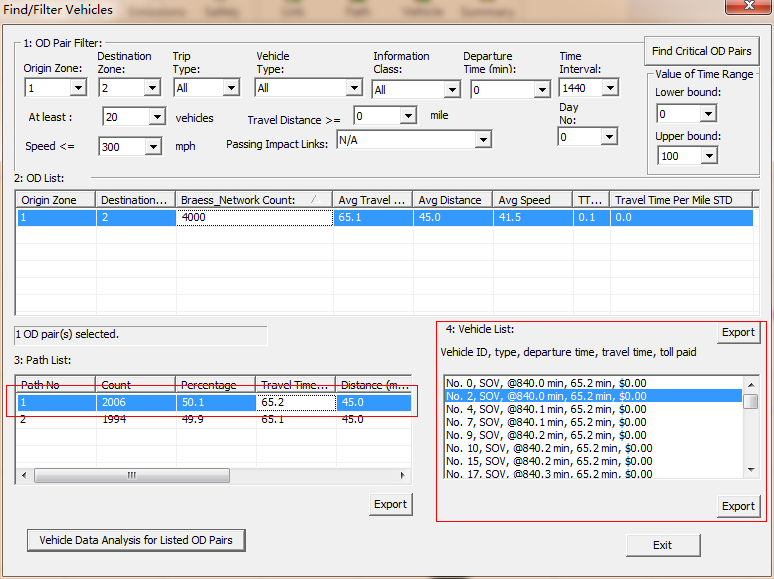 Find/Filter Vehicles
1: OD Pair Filter:
Origin Zone:
Destination Zone:
Trip Type:
Vehicle Type:
Information Class:
Departure Time (min):
Time Interval:
1
2
All
All
All
0
1440
Find Critical OD Pairs
Value of Time Range
Lower bound:
0
Upper bound:
100
At least :
20
vehicles
Travel Distance >=
0
mile
Day No:
0
Speed <=
300
mph
Passing Impact Links:
N/A
2: OD List:
Origin Zone Destination... Braess_Network Count: Avg Travel ... Avg Distance Avg Speed TT... Travel Time Per Mile STD
1 2 4000 65.1 45.0 41.5 0.1 0.0
1 OD pair(s) selected.
3: Path List:
Path No Count Percentage Travel Time... Distance (m...
1 2006 50.1 65.2 45.0
2 1994 49.9 65.1 45.0
Export
4: Vehicle List:
Export
Vehicle ID, type, departure time, travel time, toll paid
No. 0, SOV, @840.0 min, 65.2 min, $0.00
No. 2, SOV, @840.0 min, 65.2 min, $0.00
No. 4, SOV, @840.1 min, 65.2 min, $0.00
No. 7, SOV, @840.1 min, 65.2 min, $0.00
No. 9, SOV, @840.2 min, 65.2 min, $0.00
No. 10, SOV, @840.2 min, 65.2 min, $0.00
No. 15, SOV, @840.2 min, 65.2 min, $0.00
No. 17, SOV, @840.3 min, 65.2 min, $0.00
Export
Vehicle Data Analysis for Listed OD Pairs
Exit